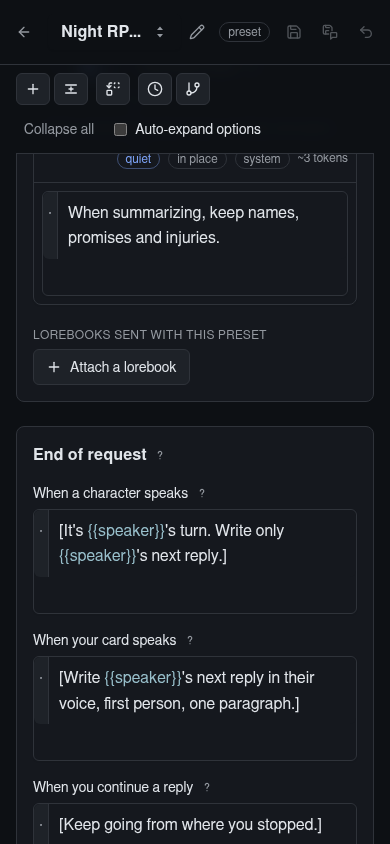 Night RP...
preset
Collapse all
Auto-expand options
quiet
in place
system
~3 tokens
When summarizing, keep names,
promises and injuries.
LOREBOOKS SENT WITH THIS PRESET
Attach a lorebook
End of request ?
When a character speaks ?
[It's {{speaker}}'s turn. Write only
{{speaker}}'s next reply.]
When your card speaks ?
[Write {{speaker}}'s next reply in their
voice, first person, one paragraph.]
When you continue a reply ?
[Keep going from where you stopped.]